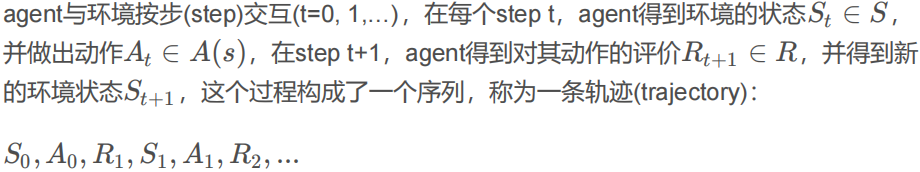 agent与环境按步(step)交互(t=0, 1,…)，在每个step t，agent得到环境的状态$S_t \in S$，
并做出动作$A_t \in A(s)$，在step t+1，agent得到对其动作的评价$R_{t+1} \in R$，并得到新
的环境状态$S_{t+1}$，这个过程构成了一个序列，称为一条轨迹(trajectory)：
$S_0, A_0, R_1, S_1, A_1, R_2, ...$